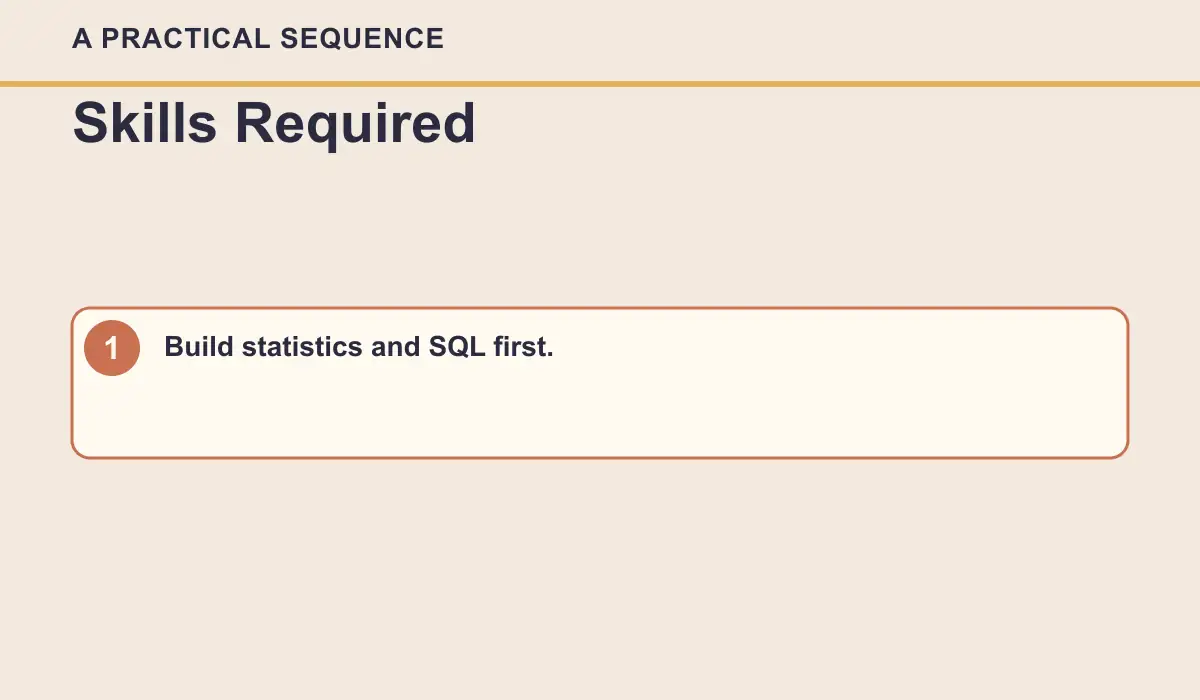 A PRACTICAL SEQUENCE
Skills Required
1 Build statistics and SQL first.